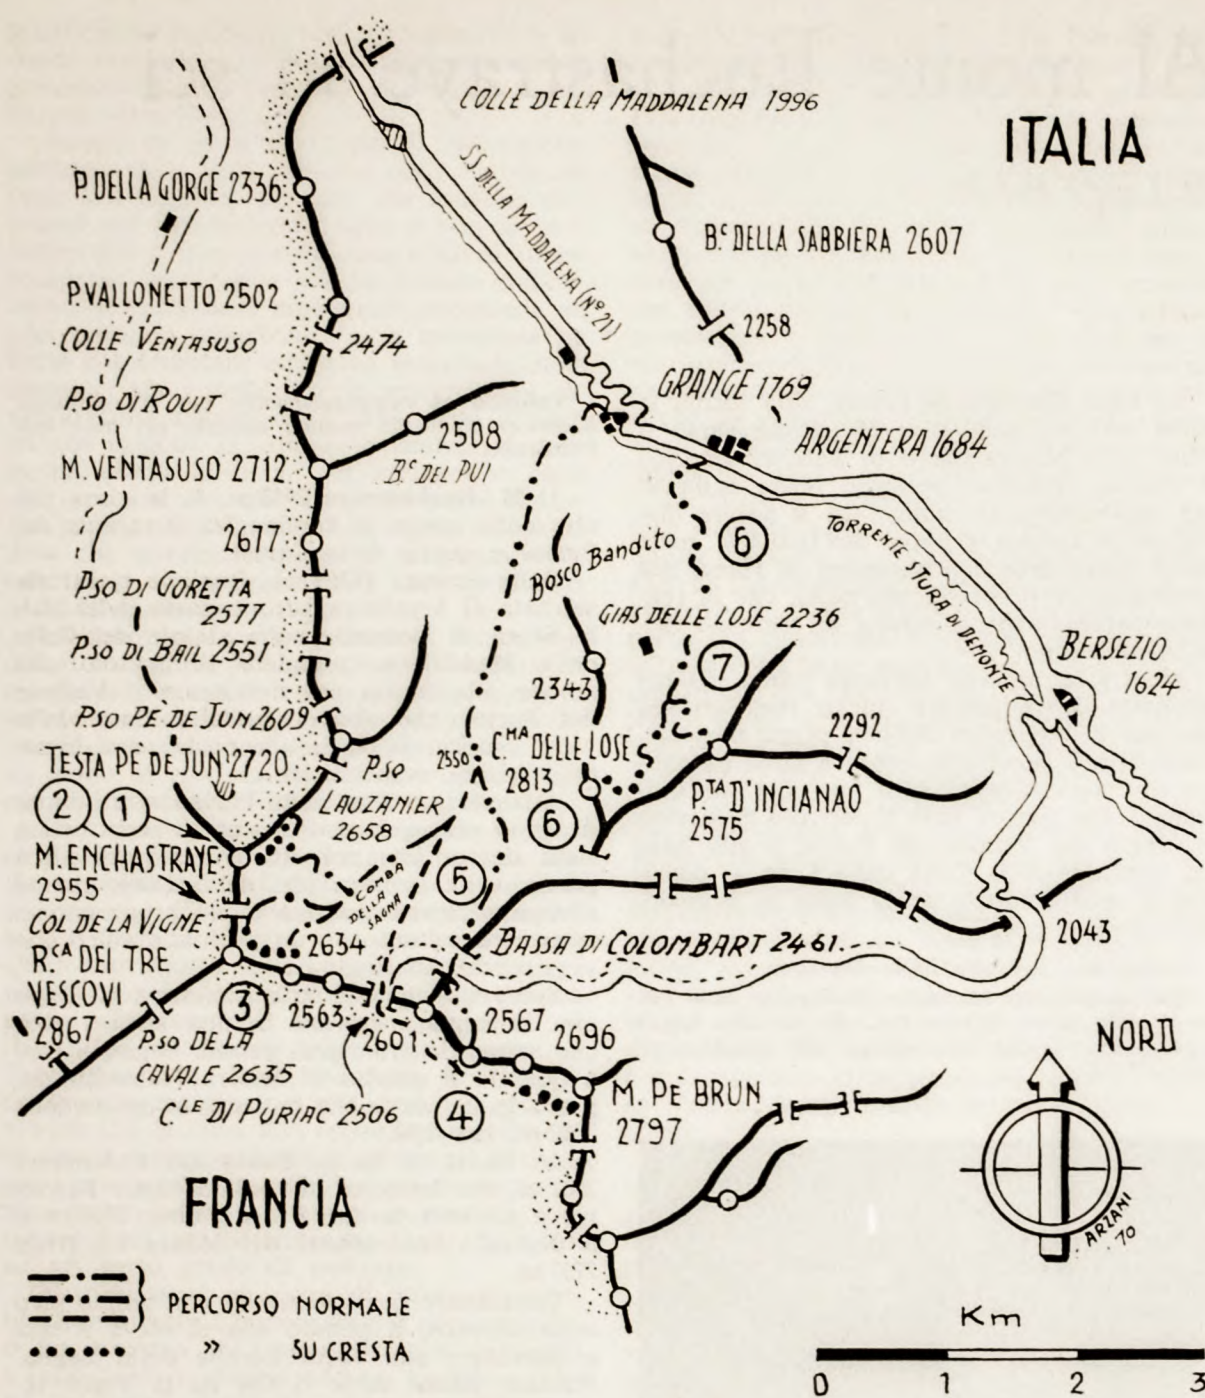 COLLE DELLA MADDALENA 1996
ITALIA
S.S. DELLA MADDALENA (N° 21)
P. DELLA GORGE 2336
B.c DELLA SABBIERA 2607
P. VALLONETTO 2502
COLLE VENTASUSO
2474
2258
P.so DI ROUIT
GRANGE 1769
2508
B.c DEL PUI
ARGENTERA 1684
M. VENTASUSO 2712
2677
BOSCO BANDITO
6
TORRENTE STURA DI DEMONTE
P.so DI GORETTA
2577
GIAS DELLE LOSE 2236
P.so DI BAIL 2551
7
BERSEZIO
1624
2343
P.so PÈ DE JUN 2609
2292
TESTA PÈ DE JUN 2720
2550
C.MA DELLE LOSE
2813
P.so
LAUZANIER
2658
P.TA D'INCIANAO
2575
2
1
6
M. ENCHASTRAYE
2955
COMBA
DELLA
SAGNA
5
COL DE LA VIGNE
2634
BASSA DI COLOMBART 2461.
2043
R.CA DEI TRE
VESCOVI
2867
3
2563
2601
2567
2696
P.so DE LA
CAVALE 2635
C.LE DI PURIAC 2506
4
M. PÈ BRUN
2797
NORD
FRANCIA
ARZANI
70
PERCORSO NORMALE
" SU CRESTA
Km
0 1 2 3